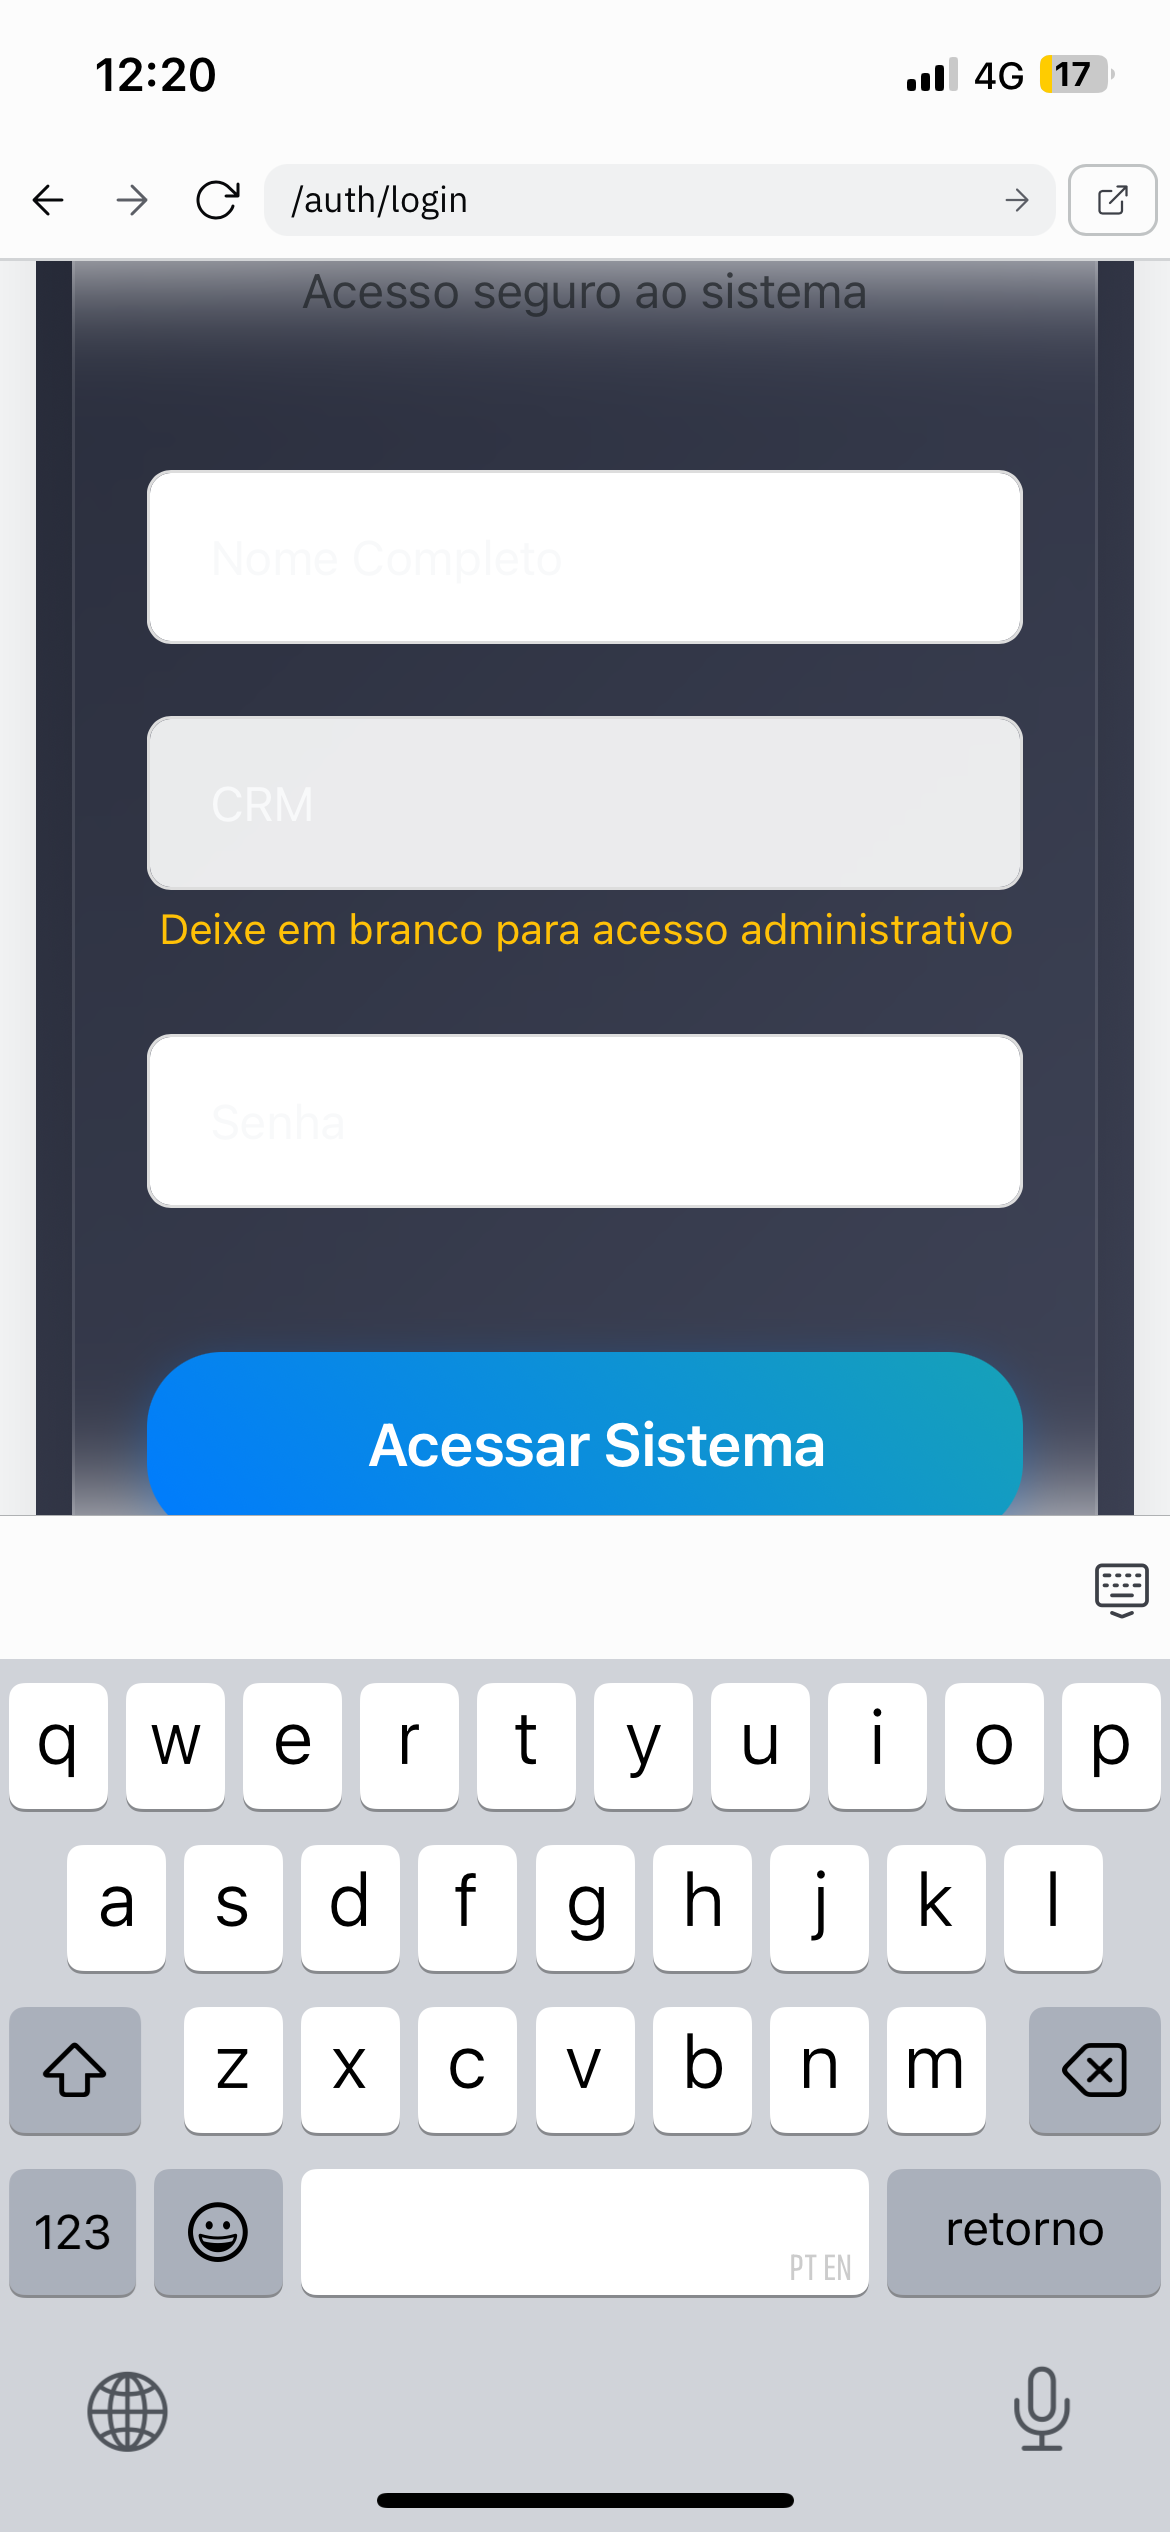 12:20
4G 17
/auth/login
Acesso seguro ao sistema
Nome Completo
CRM
Deixe em branco para acesso administrativo
Senha
Acessar Sistema
q w e r t y u i o p
a s d f g h j k l
z x c v b n m
123
PT EN
retorno